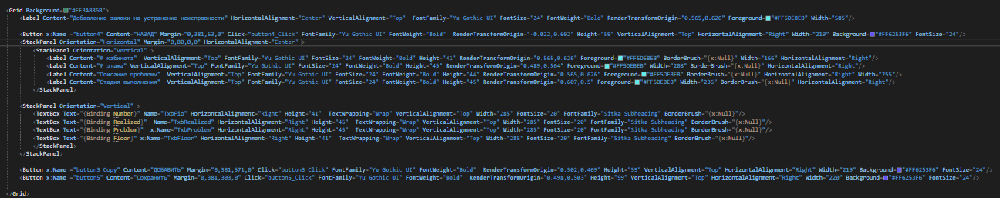 <Grid Background="#FF3A8B6B">
<Label Content="Добавление заявки на устранение неисправности" HorizontalAlignment="Center" VerticalAlignment="Top" FontFamily="Yu Gothic UI" FontSize="24" FontWeight="Bold" RenderTransformOrigin="0.565,0.626" Foreground="#FF5DEBEB" Width="585"/>
<Button x:Name ="button4" Content="НАЗАД" Margin="0,381,53,0" Click="button4_Click" FontFamily="Yu Gothic UI" FontWeight="Bold" RenderTransformOrigin="-0.022,0.602" Height="59" VerticalAlignment="Top" HorizontalAlignment="Right" Width="219" Background="#FF6253F6" FontSize="24"/>
<StackPanel Orientation="Horizontal" Margin="0,80,0,0" HorizontalAlignment="Center" >
<StackPanel Orientation="Vertical" >
<Label Content="№ кабинета" VerticalAlignment="Top" FontFamily="Yu Gothic UI" FontSize="24" FontWeight="Bold" Height="41" RenderTransformOrigin="0.565,0.626" Foreground="#FF5DEBEB" BorderBrush="{x:Null}" Width="166" HorizontalAlignment="Right"/>
<Label Content="№ этажа" VerticalAlignment="Top" FontFamily="Yu Gothic UI" FontSize="24" FontWeight="Bold" Height="45" RenderTransformOrigin="0.489,0.564" Foreground="#FF5DEBEB" Width="208" BorderBrush="{x:Null}" HorizontalAlignment="Right"/>
<Label Content="Описание проблемы" VerticalAlignment="Top" FontFamily="Yu Gothic UI" FontSize="24" FontWeight="Bold" Height="44" RenderTransformOrigin="0.565,0.626" Foreground="#FF5DEBEB" BorderBrush="{x:Null}" HorizontalAlignment="Right" Width="255"/>
<Label Content="Стадия выполнения" VerticalAlignment="Top" FontFamily="Yu Gothic UI" FontSize="24" FontWeight="Bold" Height="45" RenderTransformOrigin="0.607,0.5" Foreground="#FF5DEBEB" Width="236" BorderBrush="{x:Null}" HorizontalAlignment="Right"/>
</StackPanel>
<StackPanel Orientation="Vertical" >
<TextBox Text="{Binding Number}" Name="TxbFio" HorizontalAlignment="Right" Height="41" TextWrapping="Wrap" VerticalAlignment="Top" Width="285" FontSize="20" FontFamily="Sitka Subheading" BorderBrush="{x:Null}"/>
<TextBox Text="{Binding Realized}" Name="TxbRealized" HorizontalAlignment="Right" Height="45" TextWrapping="Wrap" VerticalAlignment="Top" Width="285" FontSize="20" FontFamily="Sitka Subheading" BorderBrush="{x:Null}"/>
<TextBox Text="{Binding Problem}" x:Name="TxbProblem" HorizontalAlignment="Right" Height="45" TextWrapping="Wrap" VerticalAlignment="Top" Width="285" FontSize="20" FontFamily="Sitka Subheading" BorderBrush="{x:Null}"/>
<TextBox Text="{Binding Floor}" x:Name="TxbFloor" HorizontalAlignment="Right" Height="41" TextWrapping="Wrap" VerticalAlignment="Top" Width="285" FontSize="20" FontFamily="Sitka Subheading" BorderBrush="{x:Null}"/>
</StackPanel>
</StackPanel>
<Button x:Name ="button3_Copy" Content="ДОБАВИТЬ" Margin="0,381,571,0" Click="button3_Click" FontFamily="Yu Gothic UI" FontWeight="Bold" RenderTransformOrigin="0.502,0.469" Height="59" VerticalAlignment="Top" HorizontalAlignment="Right" Width="219" Background="#FF6253F6" FontSize="24"/>
<Button x:Name ="button5" Content="Сохранить" Margin="0,381,303,0" Click="button5_Click" FontFamily="Yu Gothic UI" FontWeight="Bold" RenderTransformOrigin="0.498,0.503" Height="59" VerticalAlignment="Top" HorizontalAlignment="Right" Width="220" Background="#FF6253F6" FontSize="24"/>
</Grid>